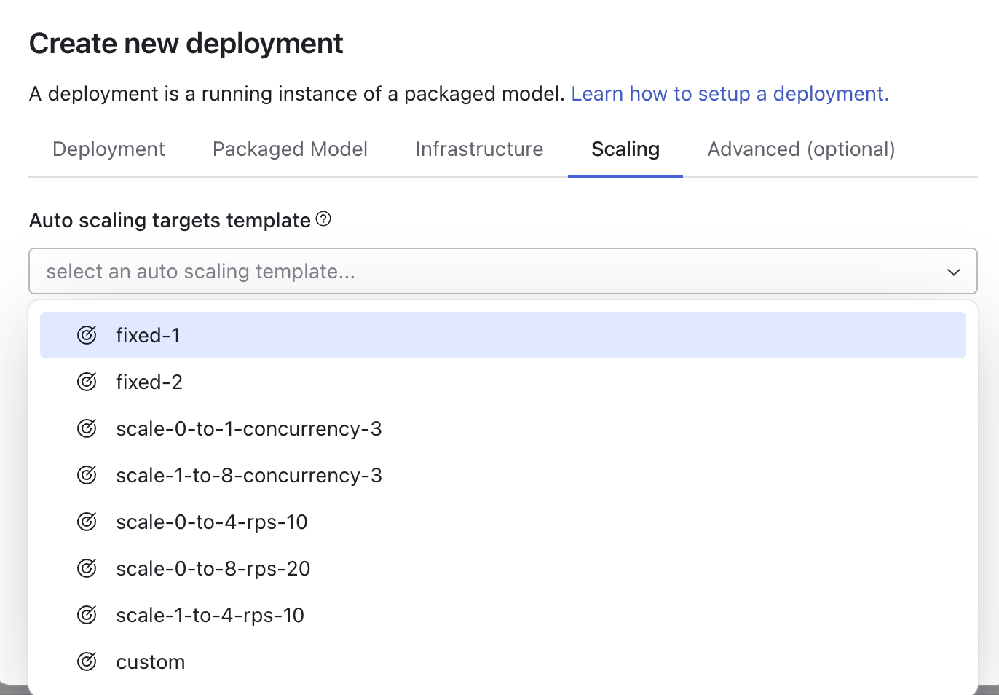 Create new deployment
A deployment is a running instance of a packaged model. Learn how to setup a deployment.
Deployment Packaged Model Infrastructure Scaling Advanced (optional)
Auto scaling targets template
select an auto scaling template...
fixed-1
fixed-2
scale-0-to-1-concurrency-3
scale-1-to-8-concurrency-3
scale-0-to-4-rps-10
scale-0-to-8-rps-20
scale-1-to-4-rps-10
custom